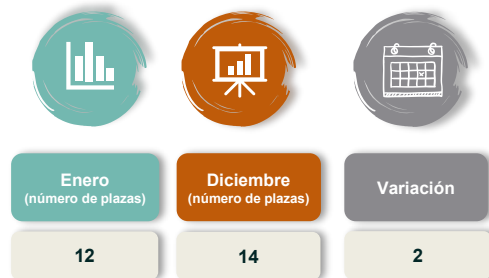 Enero
(número de plazas)
Diciembre
(número de plazas)
Variación
12
14
2